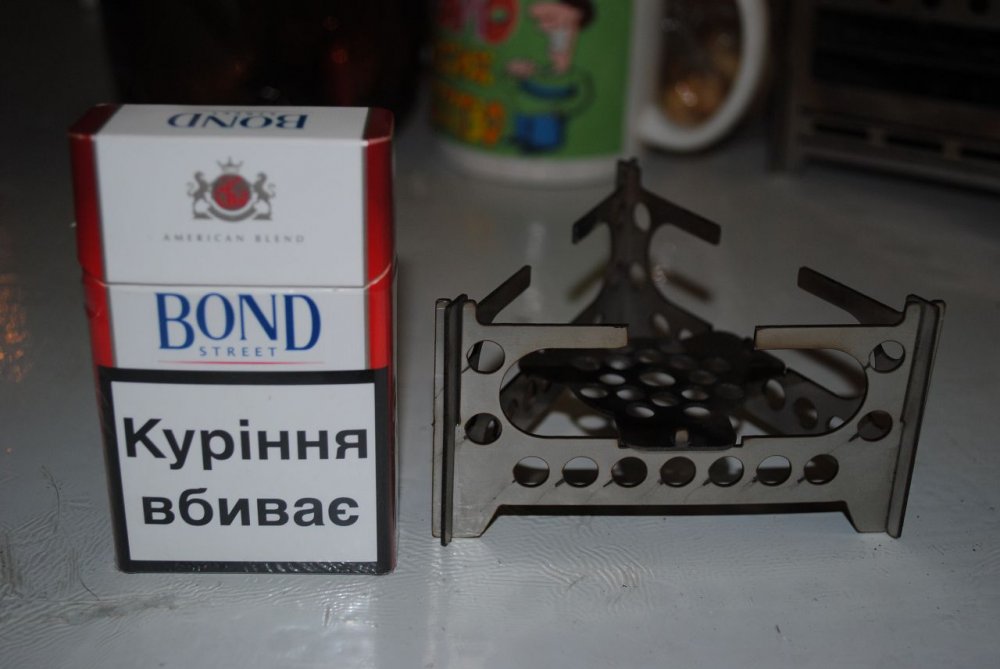 BOND
AMERICAN BLEND
BOND
STREET
Куріння
вбиває